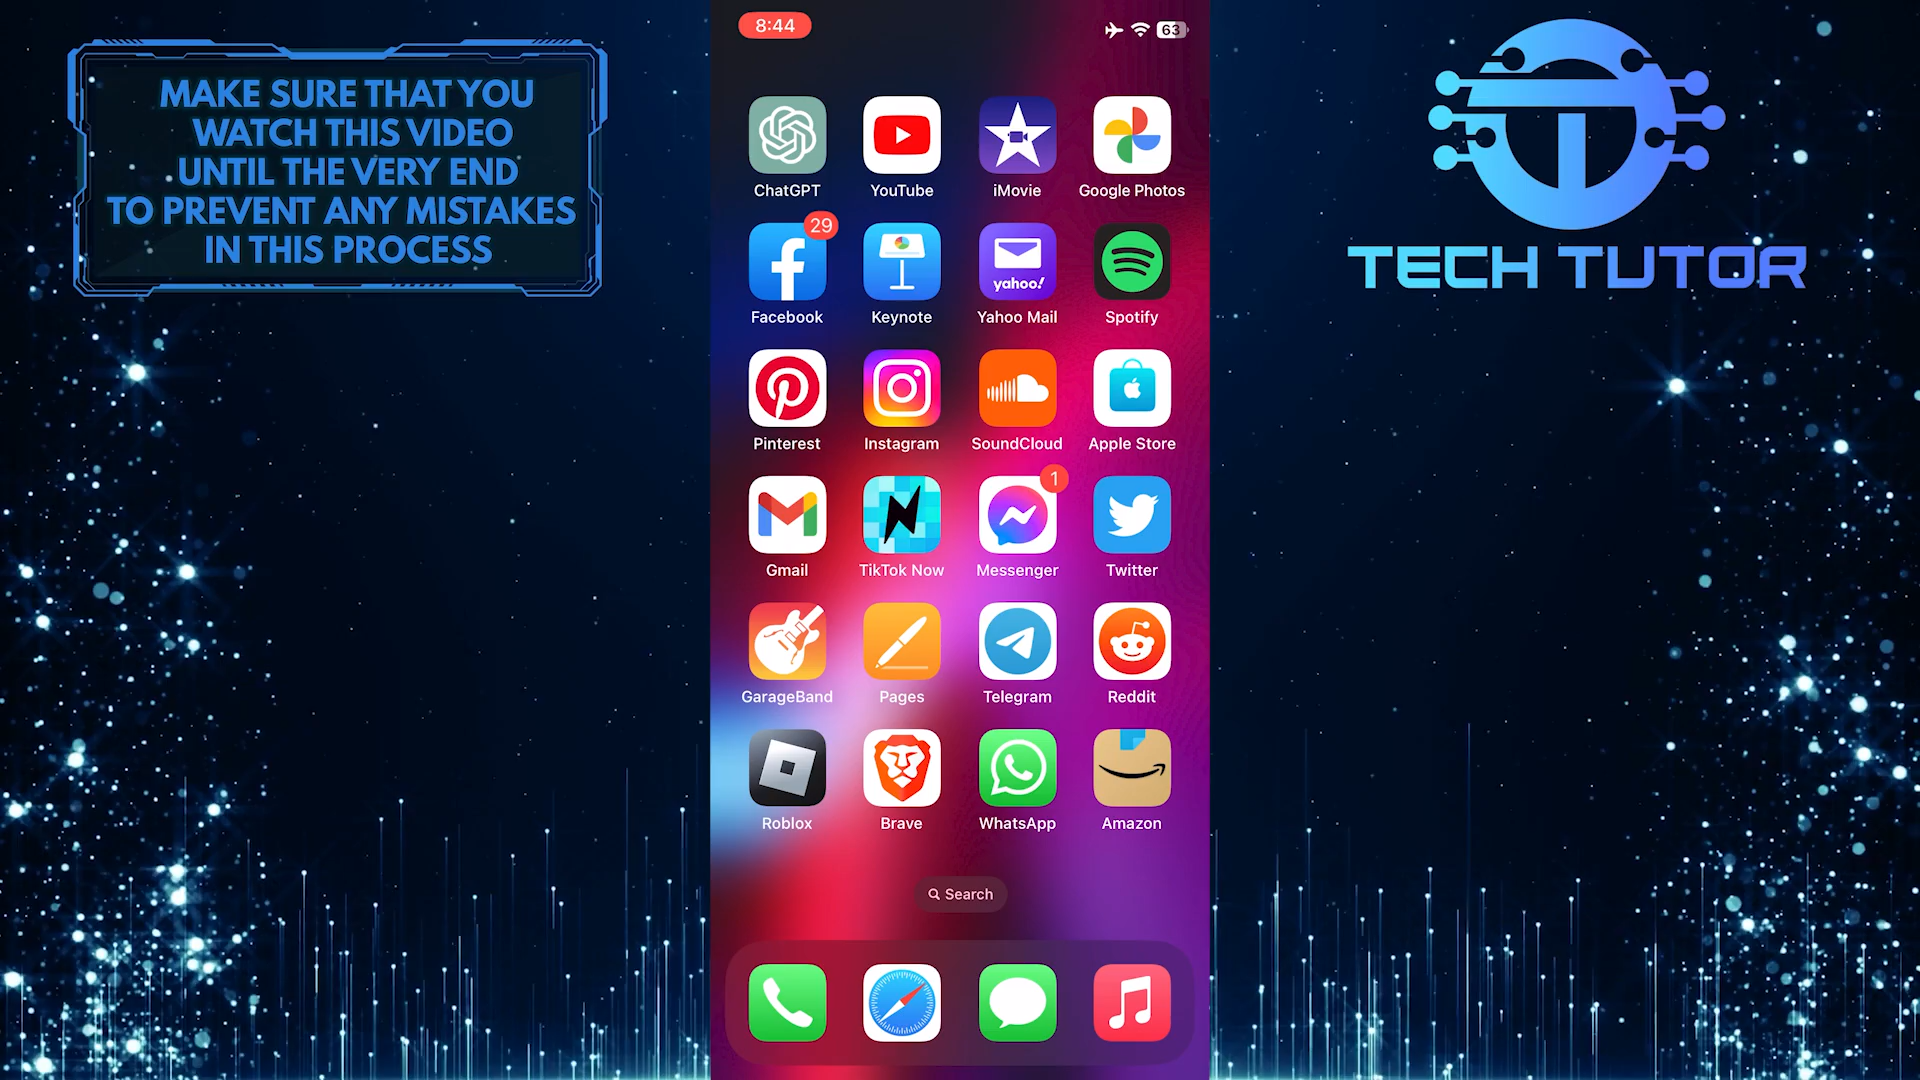 MAKE SURE THAT YOU
WATCH THIS VIDEO
UNTIL THE VERY END
TO PREVENT ANY MISTAKES
IN THIS PROCESS
8:44
63
TECH TUTOR
ChatGPT
YouTube
iMovie
Google Photos
29
yahoo!
Facebook
Keynote
Yahoo Mail
Spotify
Pinterest
Instagram
SoundCloud
Apple Store
1
Gmail
TikTok Now
Messenger
Twitter
GarageBand
Pages
Telegram
Reddit
Roblox
Brave
WhatsApp
Amazon
Search